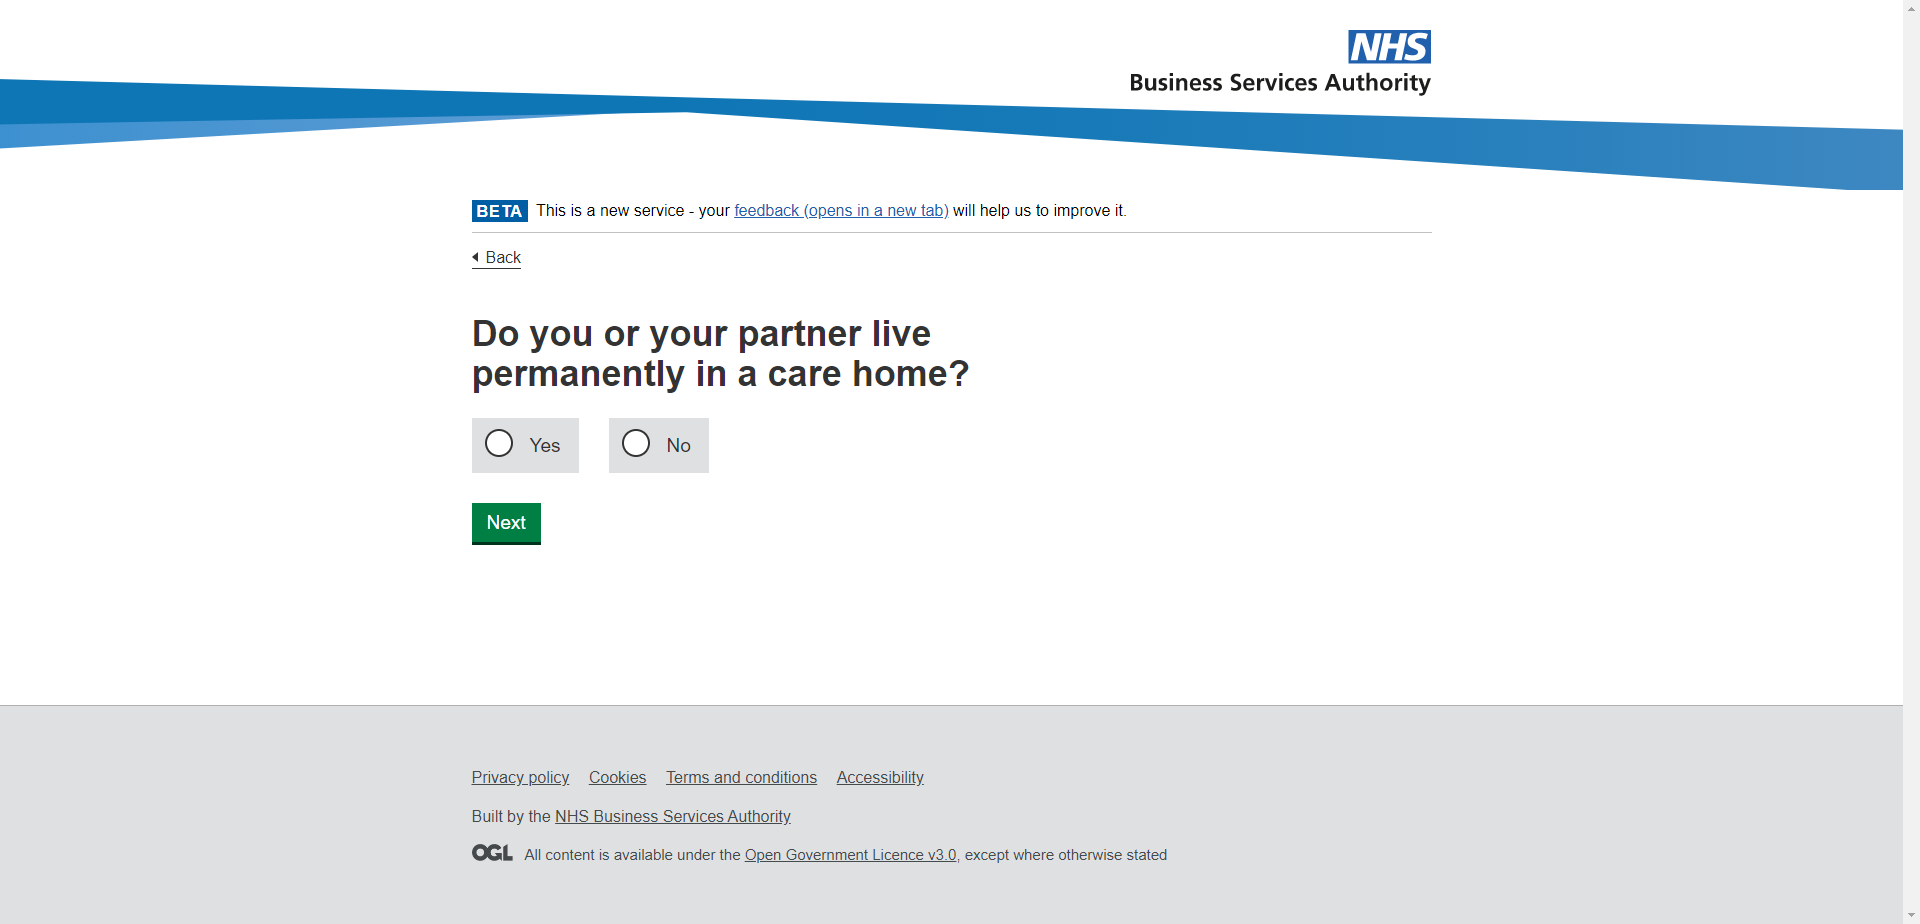 NHS
Business Services Authority
BETA This is a new service - your feedback (opens in a new tab) will help us to improve it.
Back
Do you or your partner live
permanently in a care home?
Yes No
Next
Privacy policy Cookies Terms and conditions Accessibility
Built by the NHS Business Services Authority
OGL All content is available under the Open Government Licence v3.0, except where otherwise stated